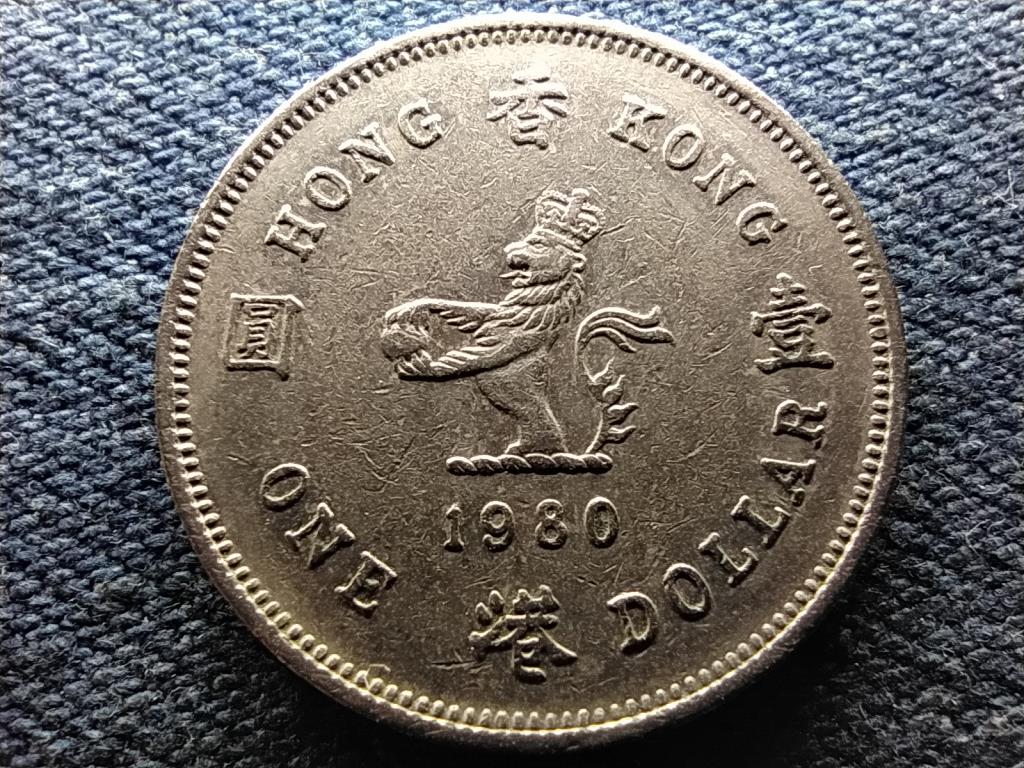 HONG KONG
香港
壹圓
1980
ONE DOLLAR